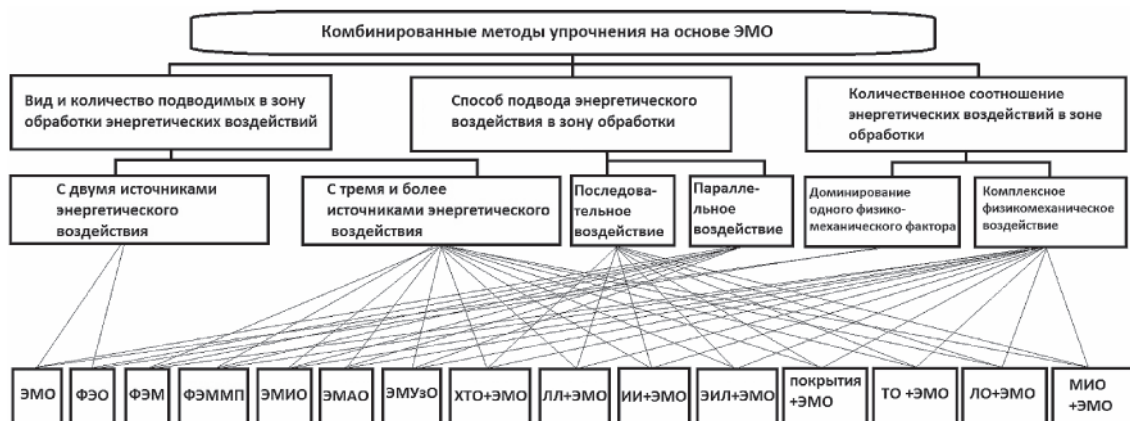 Комбинированные методы упрочнения на основе ЭМО
Вид и количество подводимых в зону
обработки энергетических воздействий
Способ подвода энергетического
воздействия в зону обработки
Количественное соотношение
энергетических воздействий в зоне
обработки
С двумя источниками
энергетического
воздействия
С тремя и более
источниками энергетического
воздействия
Последова-
тельное
воздействие
Паралле-
льное
воздействие
Доминирование
одного физико-
механического фактора
Комплексное
физикомеханическое
воздействие
ЭМО
ФЭО
ФЭМ
ФЭММП
ЭМИО
ЭМАО
ЭМУзО
ХТО+ЭМО
ЛЛ+ЭМО
ИИ+ЭМО
ЭИЛ+ЭМО
покрытия
+ЭМО
ТО +ЭМО
ЛО+ЭМО
МИО
+ЭМО